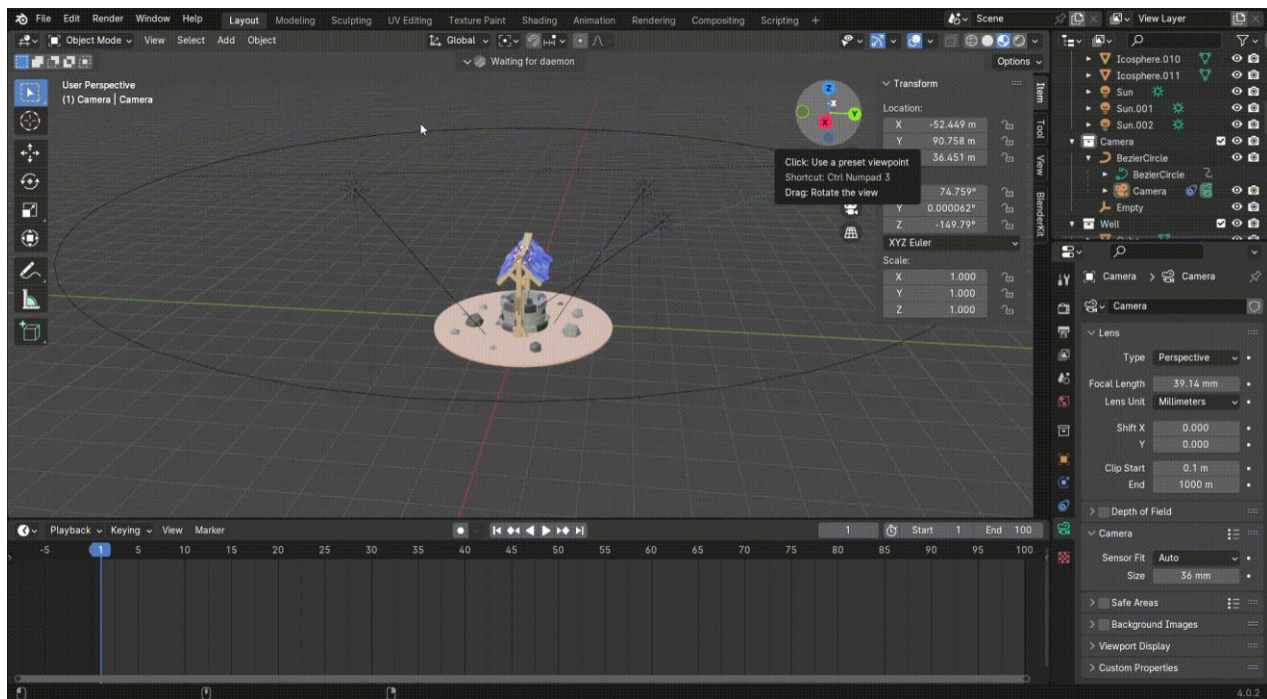 File Edit Render Window Help Layout Modeling Sculpting UV Editing Texture Paint Shading Animation Rendering Compositing Scripting + Scene View Layer
Object Mode View Select Add Object Global
Waiting for daemon
Options
User Perspective
(1) Camera | Camera
Z
X
Y
X
Click: Use a preset viewpoint
Shortcut: Ctrl Numpad 3
Drag: Rotate the view
Transform
Location:
X -52.449 m
Y 90.758 m
36.451 m
74.759°
Y 0.000062°
Z -149.79°
XYZ Euler
Scale:
X 1.000
Y 1.000
Z 1.000
Item
Tool
View
BlenderKit
Icosphere.010
Icosphere.011
Sun
Sun.001
Sun.002
Camera
BezierCircle
BezierCircle
Camera
Empty
Well
Camera > Camera
Camera
Lens
Type Perspective
Focal Length 39.14 mm
Lens Unit Millimeters
Shift X 0.000
Y 0.000
Clip Start 0.1 m
End 1000 m
Depth of Field
Camera
Sensor Fit Auto
Size 36 mm
Safe Areas
Background Images
Viewport Display
Custom Properties
Playback Keying View Marker 1 Start 1 End 100
-5 1 5 10 15 20 25 30 35 40 45 50 55 60 65 70 75 80 85 90 95 100
4.0.2